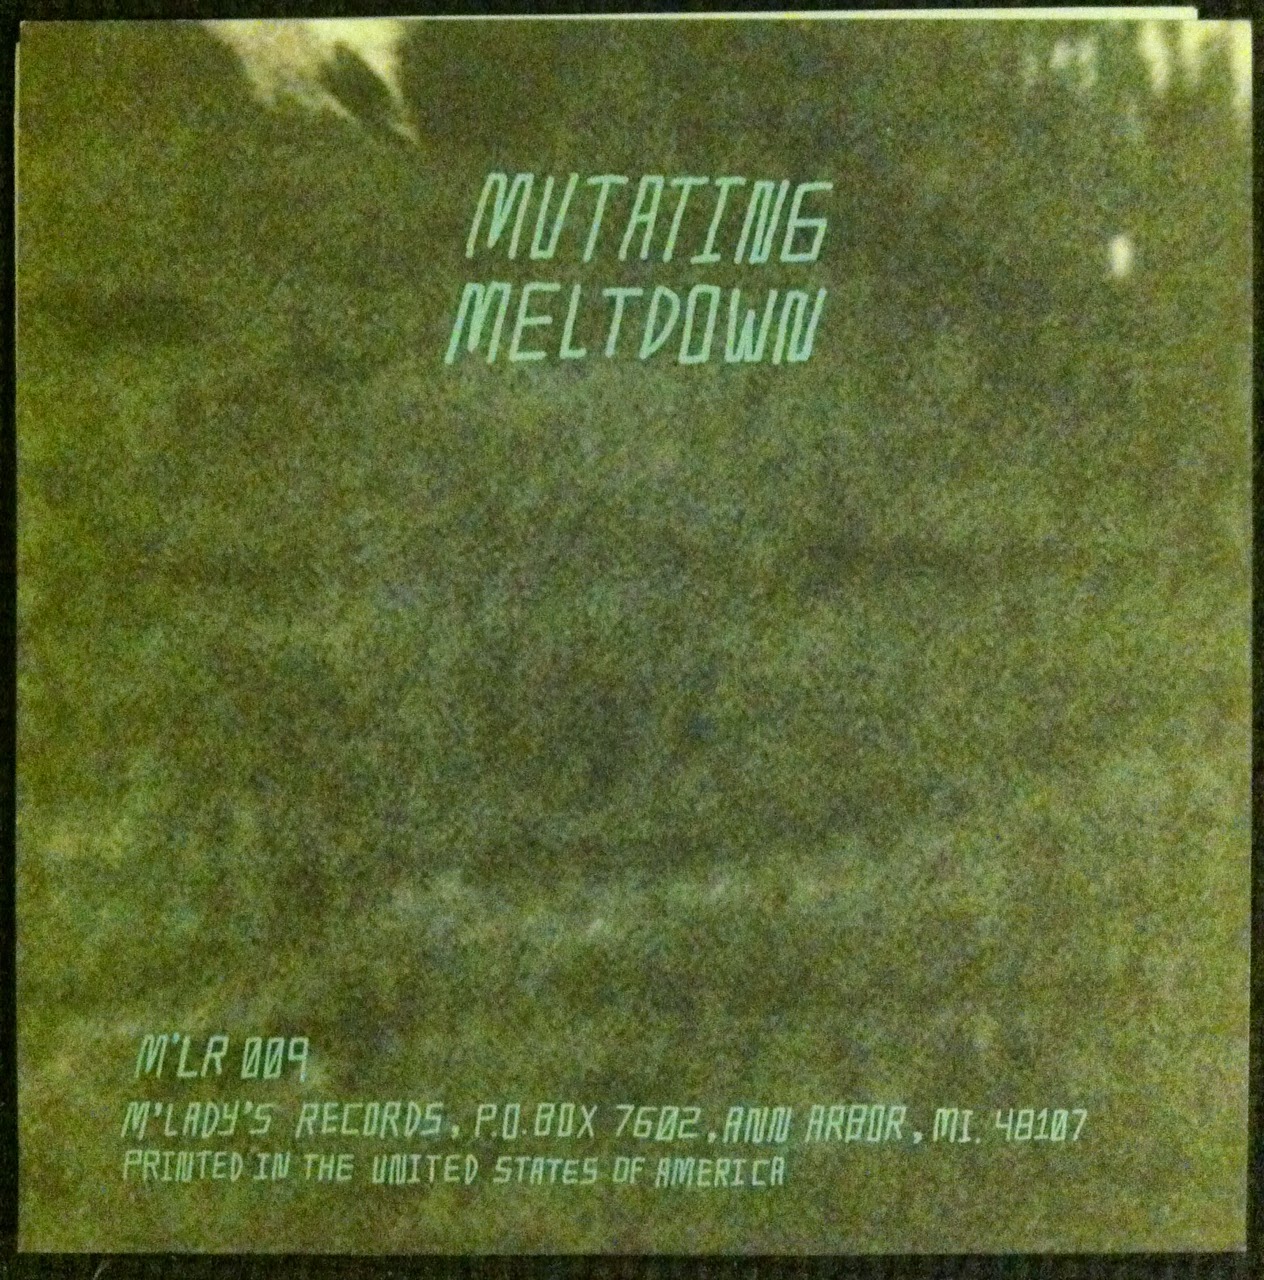 MUTATING
MELTDOWN
M'LR 009
M'LADY'S RECORDS, P.O. BOX 7602, ANN ARBOR, MI. 48107
PRINTED IN THE UNITED STATES OF AMERICA